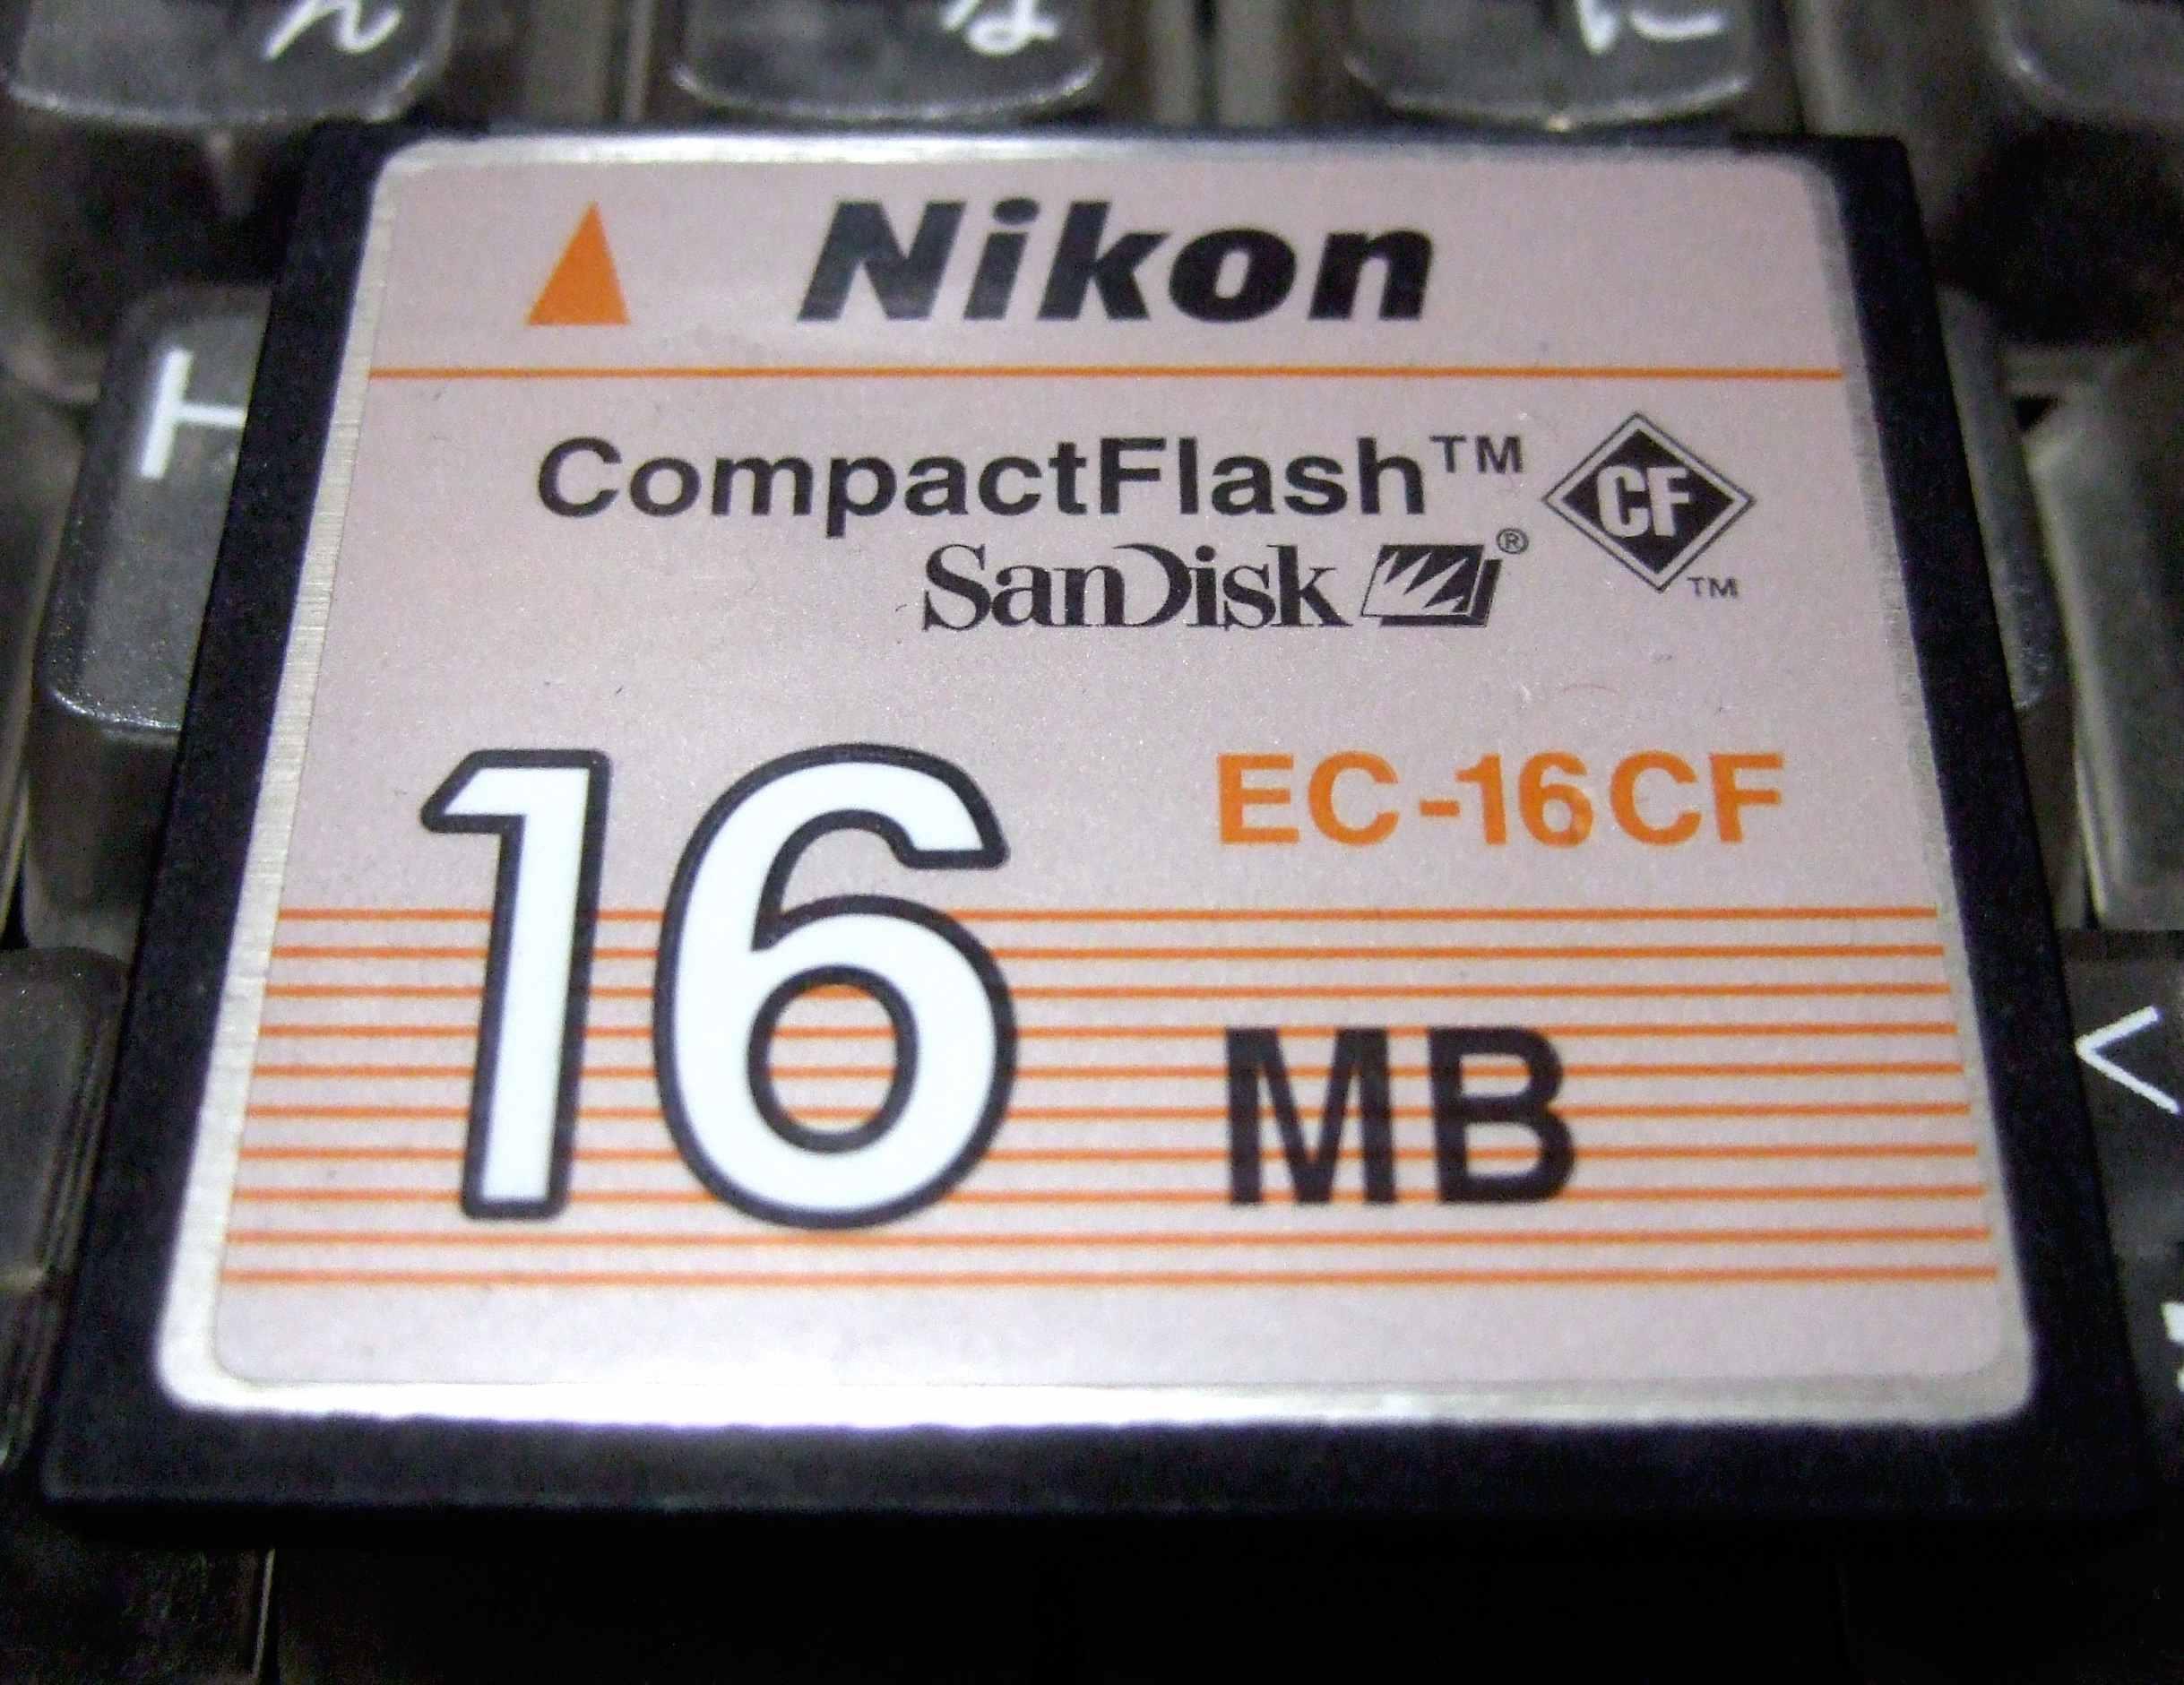 Nikon
CompactFlash™ CF ™
SanDisk ®
EC-16CF
16 MB